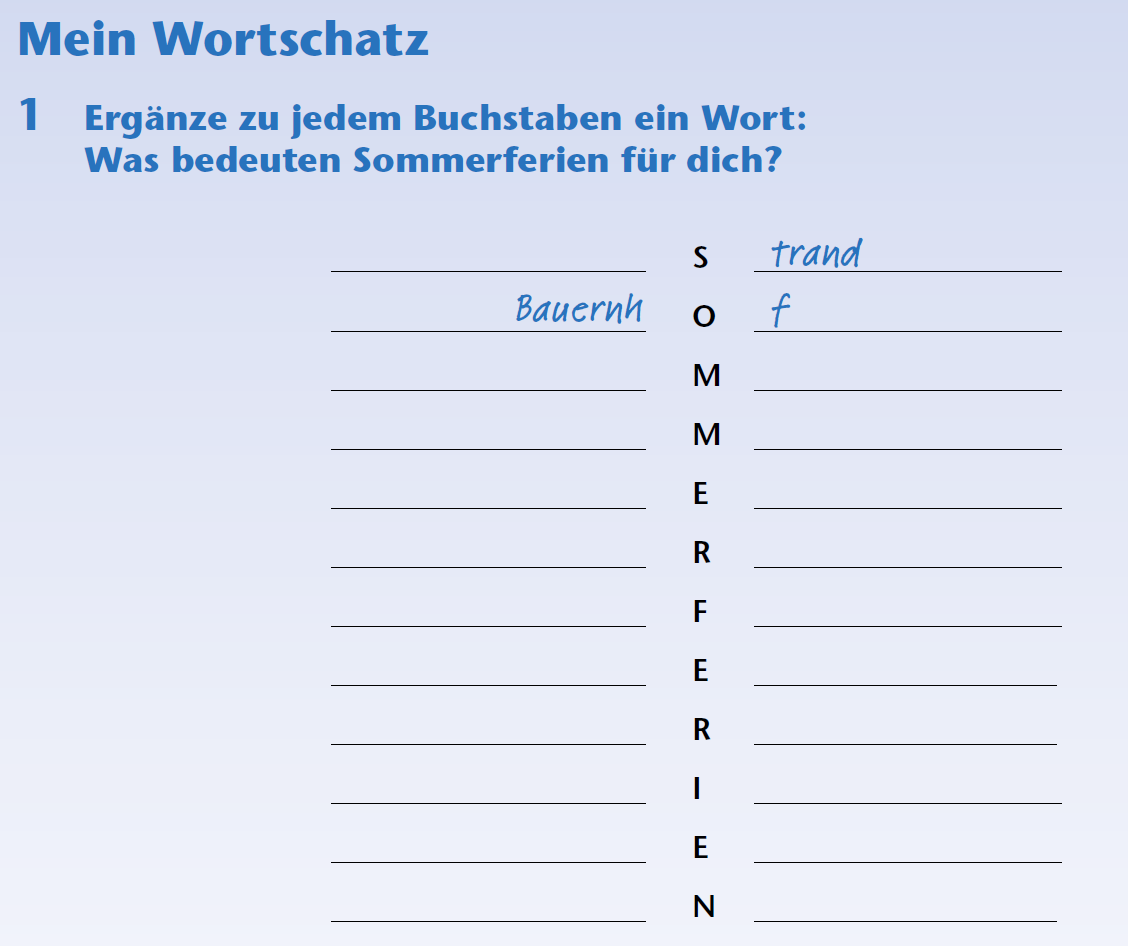 Mein Wortschatz
1 Ergänze zu jedem Buchstaben ein Wort:
Was bedeuten Sommerferien für dich?
S trand
Bauernh O f
M
M
E
R
F
E
R
I
E
N